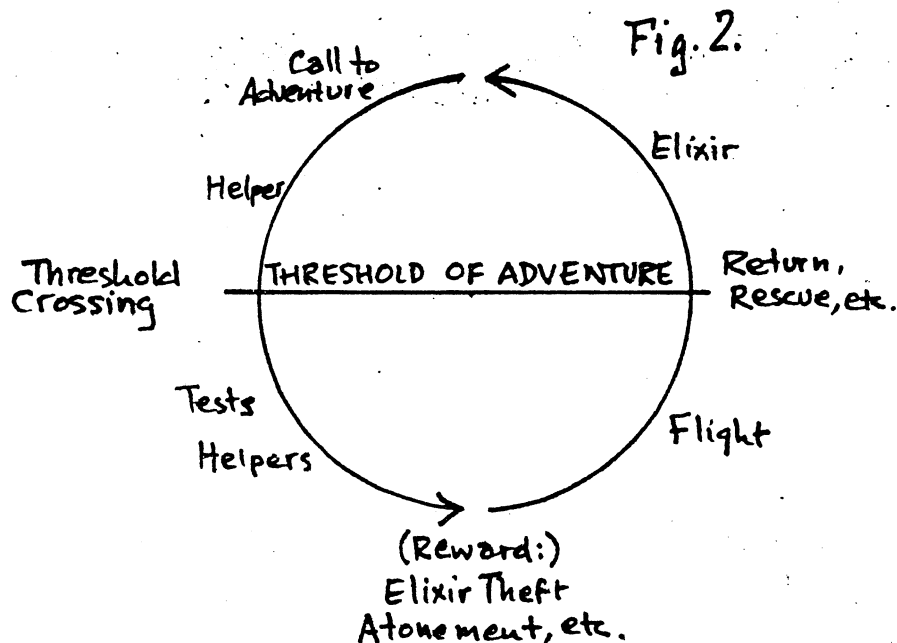 Fig. 2.
Call to
Adventure
Elixir
Helper
THRESHOLD OF ADVENTURE
Threshold
Crossing
Return,
Rescue, etc.
Tests
Helpers
Flight
(Reward:)
Elixir Theft
Atonement, etc.